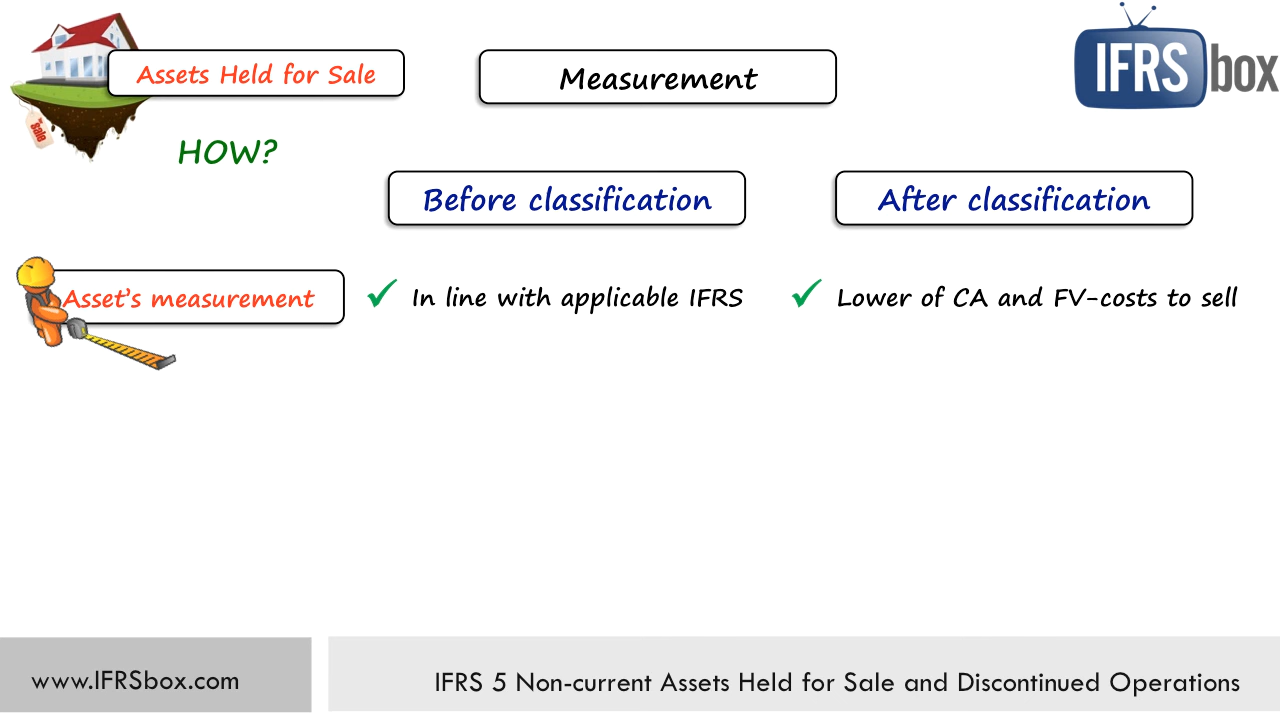 Assets Held for Sale
Measurement
IFRS box
sale
HOW?
Before classification
After classification
Asset's measurement
✓ In line with applicable IFRS
✓ Lower of CA and FV-costs to sell
www.IFRSbox.com
IFRS 5 Non-current Assets Held for Sale and Discontinued Operations